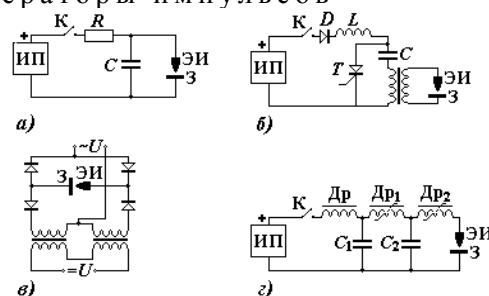 ераторы импульсов
К R
+
ИП
C
ЭИ
З
а)
К D L
+
ИП
T
C
ЭИ
З
б)
~U
З ЭИ
=U
в)
К Др Др1 Др2
+
ИП
C1 C2
ЭИ
З
г)